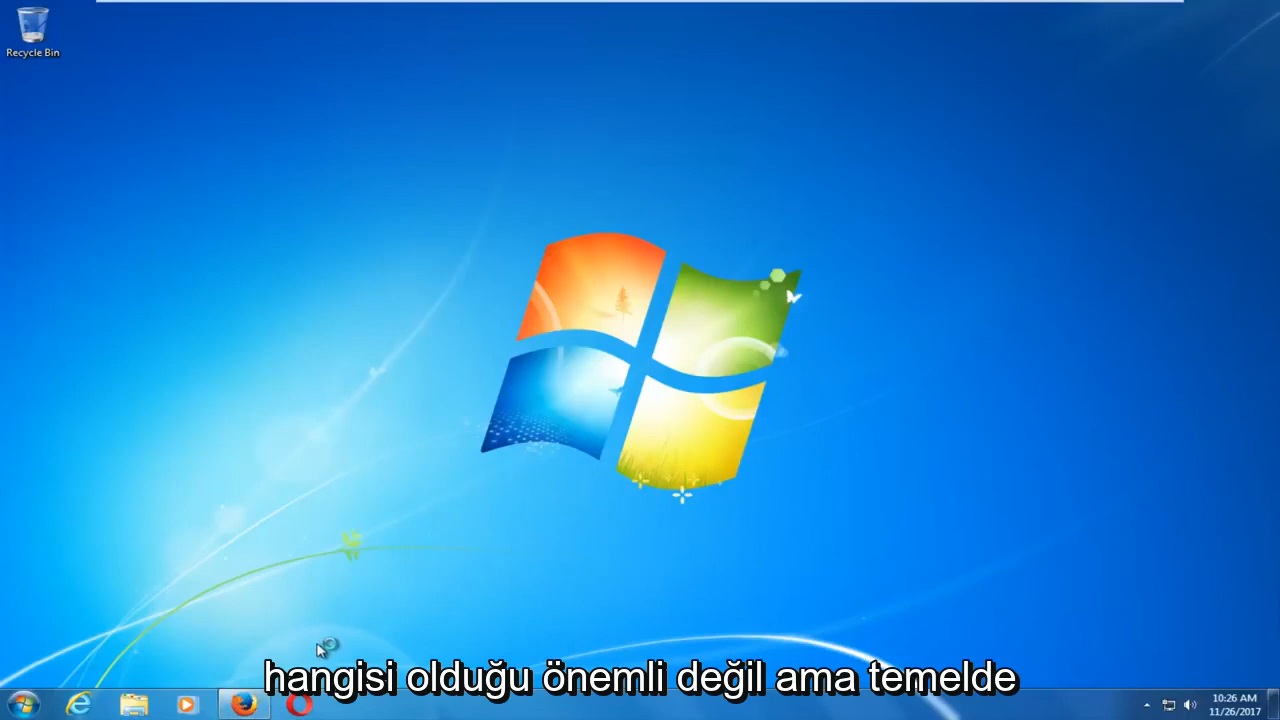 Recycle Bin
hangisi olduğu önemli değil ama temelde
10:26 AM
11/26/2017